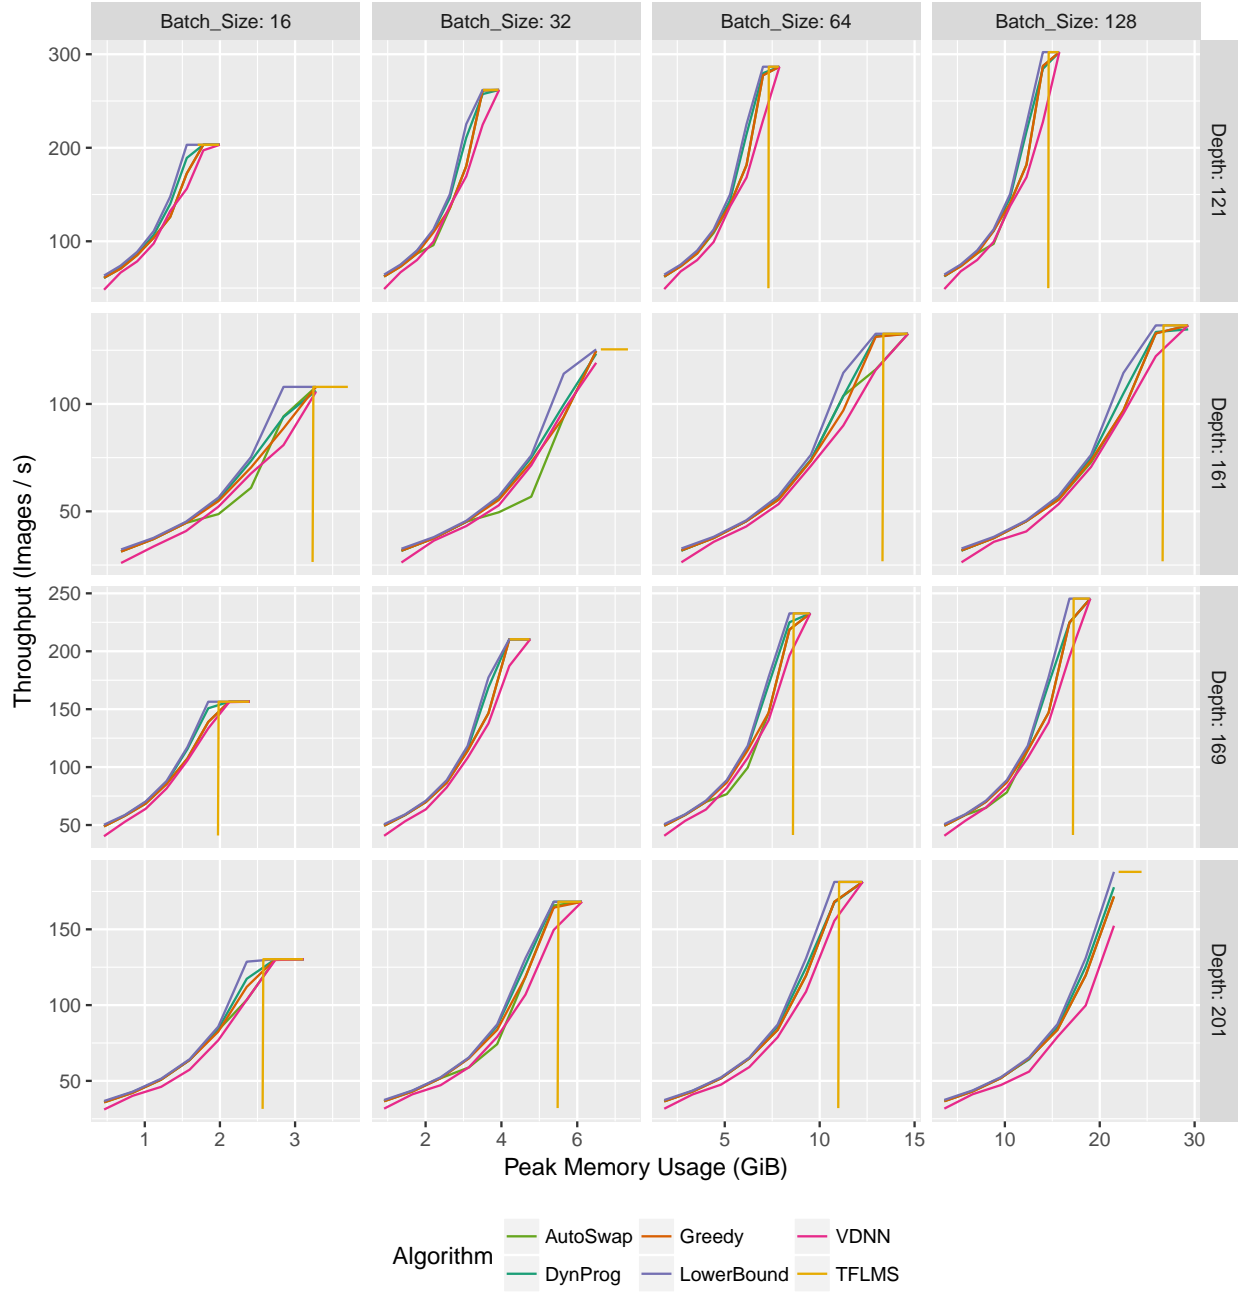 Batch_Size: 16 Batch_Size: 32 Batch_Size: 64 Batch_Size: 128
300
200
100
Depth: 121
100
50
Depth: 161
250
200
150
100
50
Depth: 169
150
100
50
Depth: 201
Throughput (Images / s)
1 2 3 2 4 6 5 10 15 10 20 30
Peak Memory Usage (GiB)
Algorithm
AutoSwap Greedy VDNN
DynProg LowerBound TFLMS